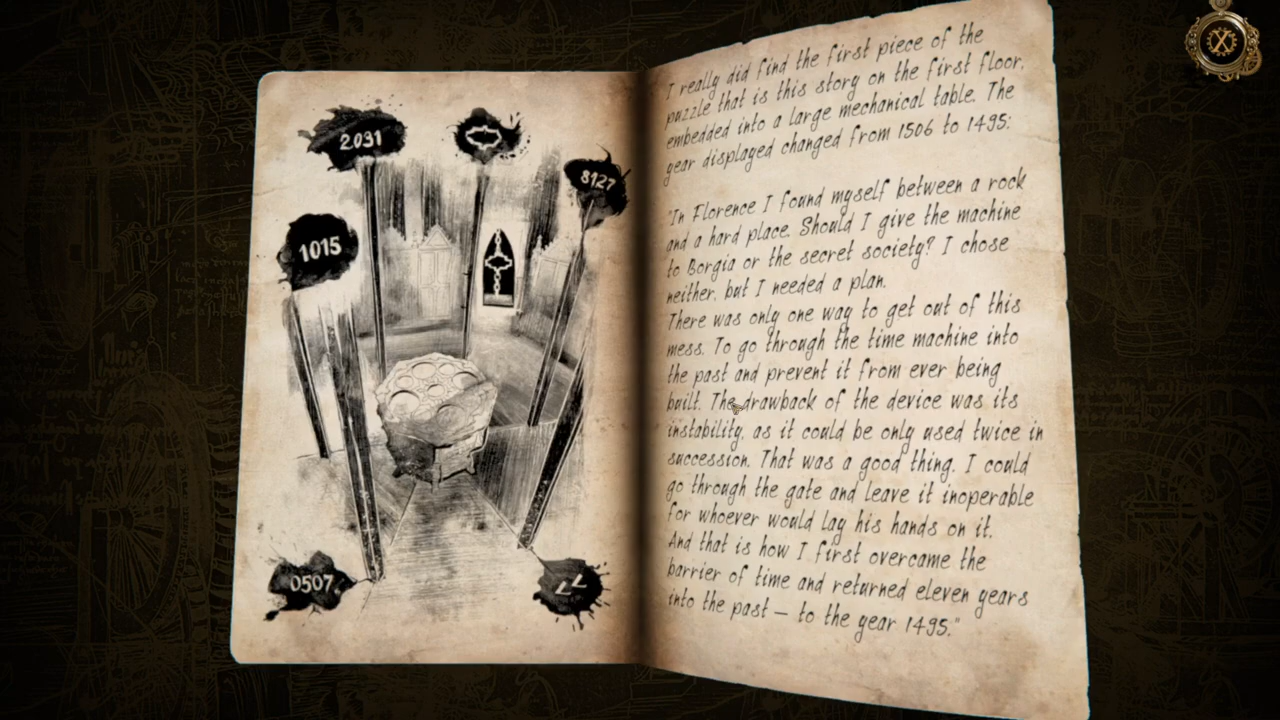 2031
8127
1015
0507
I really did find the first piece of the
puzzle that is this story on the first floor,
embedded into a large mechanical table. The
year displayed changed from 1506 to 1495:
"In Florence I found myself between a rock
and a hard place. Should I give the machine
to Borgia or the secret society? I chose
neither, but I needed a plan.
There was only one way to get out of this
mess. To go through the time machine into
the past and prevent it from ever being
built. The drawback of the device was its
instability, as it could be only used twice in
succession. That was a good thing. I could
go through the gate and leave it inoperable
for whoever would lay his hands on it.
And that is how I first overcame the
barrier of time and returned eleven years
into the past – to the year 1495."